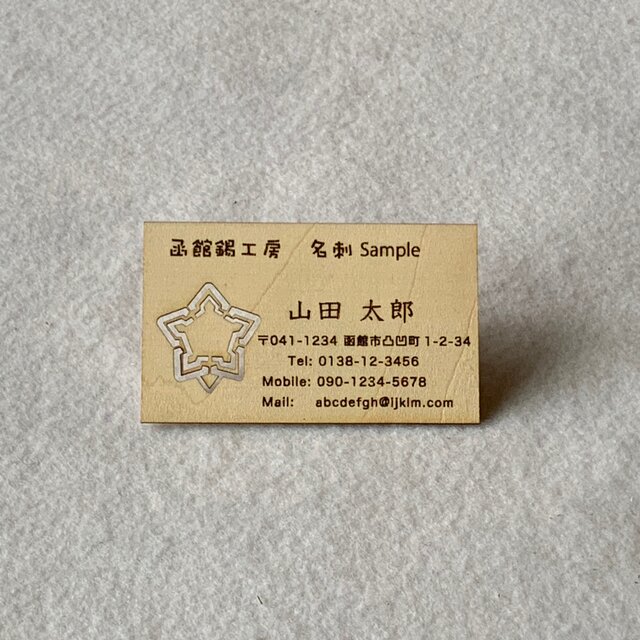 函館錫工房 名刺 Sample
山田 太郎
〒041-1234 函館市凸凹町 1-2-34
Tel: 0138-12-3456
Mobile: 090-1234-5678
Mail: abcdefgh@ijklm.com